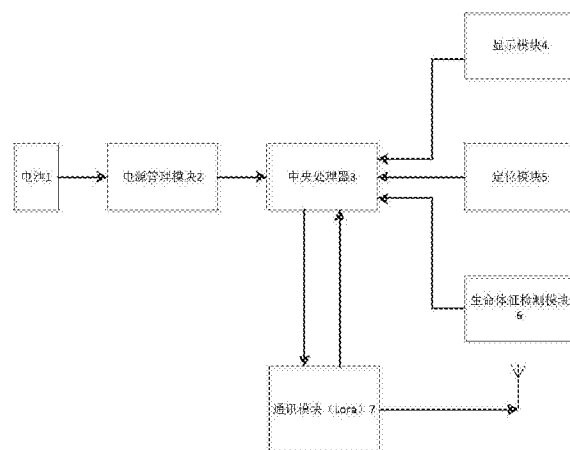 显示模块4
电池1
电源管理模块2
中央处理器3
定位模块5
生命体征检测模块
6
通讯模块（Lora）7